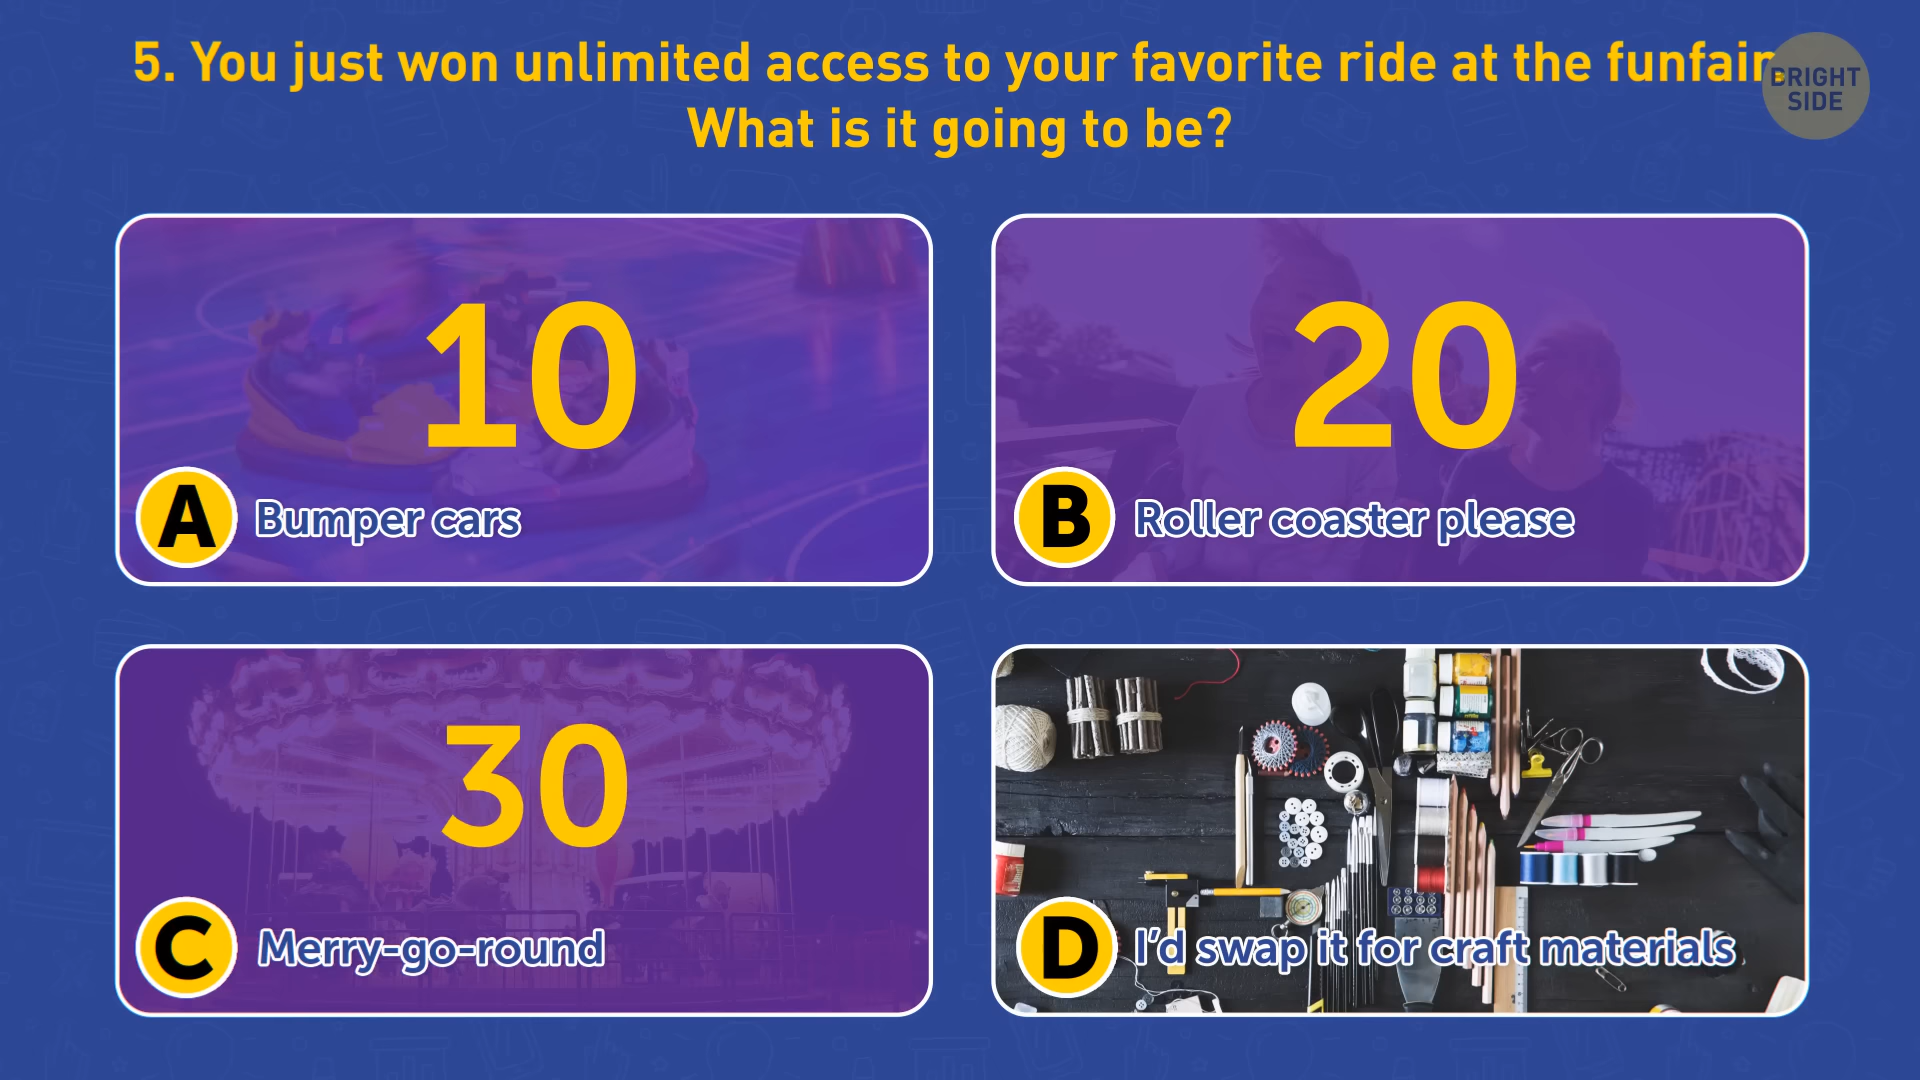 5. You just won unlimited access to your favorite ride at the funfair.
What is it going to be?
BRIGHT
SIDE
10
A Bumper cars
20
B Roller coaster please
30
C Merry-go-round
D I'd swap it for craft materials